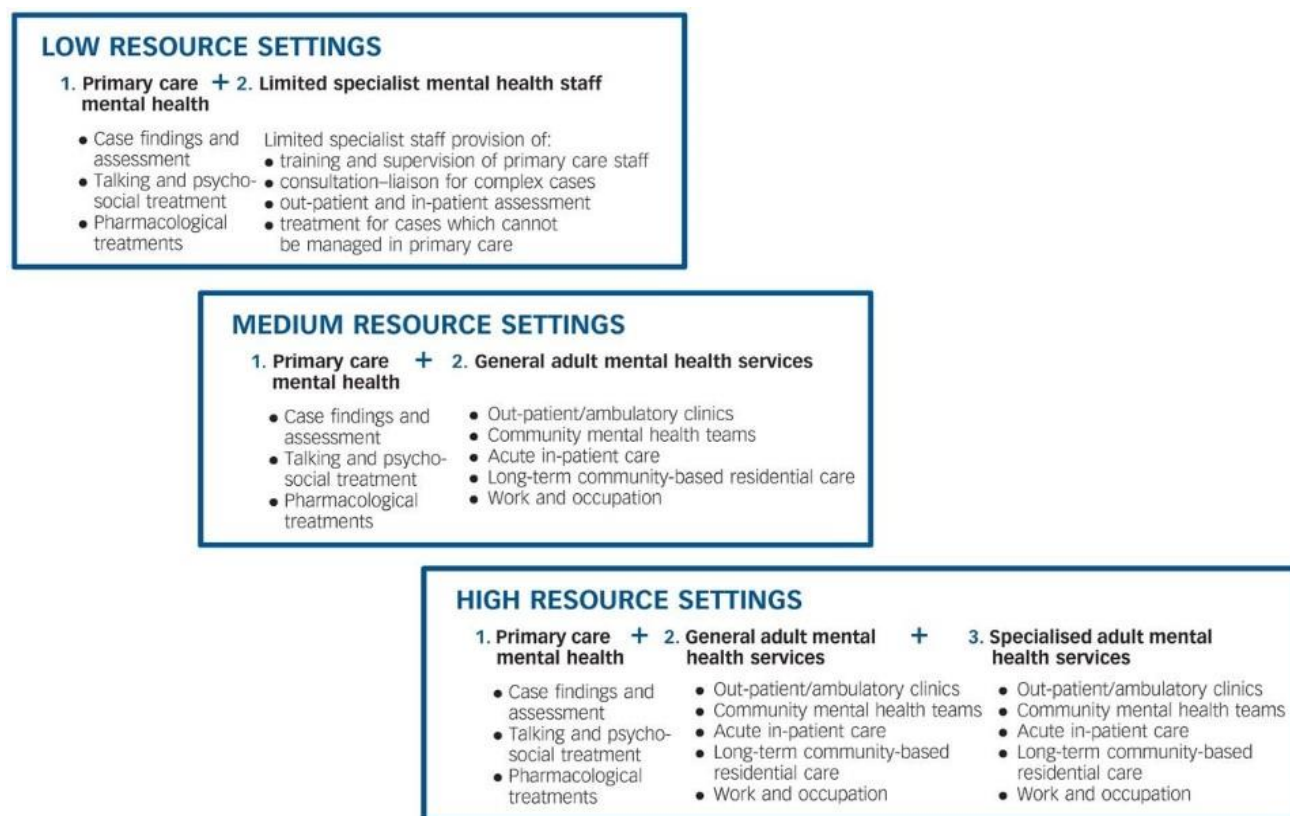 LOW RESOURCE SETTINGS
1. Primary care mental health
+
2. Limited specialist mental health staff
• Case findings and
assessment
• Talking and psycho-
social treatment
• Pharmacological
treatments
Limited specialist staff provision of:
• training and supervision of primary care staff
• consultation–liaison for complex cases
• out-patient and in-patient assessment
• treatment for cases which cannot
be managed in primary care
MEDIUM RESOURCE SETTINGS
1. Primary care
mental health
+
2. General adult mental health services
• Case findings and
assessment
• Talking and psycho-
social treatment
• Pharmacological
treatments
• Out-patient/ambulatory clinics
• Community mental health teams
• Acute in-patient care
• Long-term community-based residential care
• Work and occupation
HIGH RESOURCE SETTINGS
1. Primary care
mental health
+
2. General adult mental
health services
+
3. Specialised adult mental
health services
• Case findings and
assessment
• Talking and psycho-
social treatment
• Pharmacological
treatments
• Out-patient/ambulatory clinics
• Community mental health teams
• Acute in-patient care
• Long-term community-based
residential care
• Work and occupation
• Out-patient/ambulatory clinics
• Community mental health teams
• Acute in-patient care
• Long-term community-based
residential care
• Work and occupation